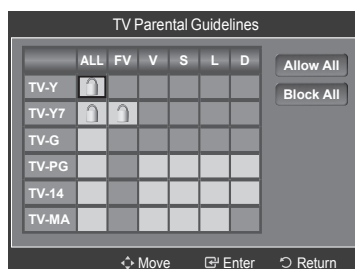 TV Parental Guidelines
ALL FV V S L D
Allow All
Block All
TV-Y
TV-Y7
TV-G
TV-PG
TV-14
TV-MA
Move Enter Return